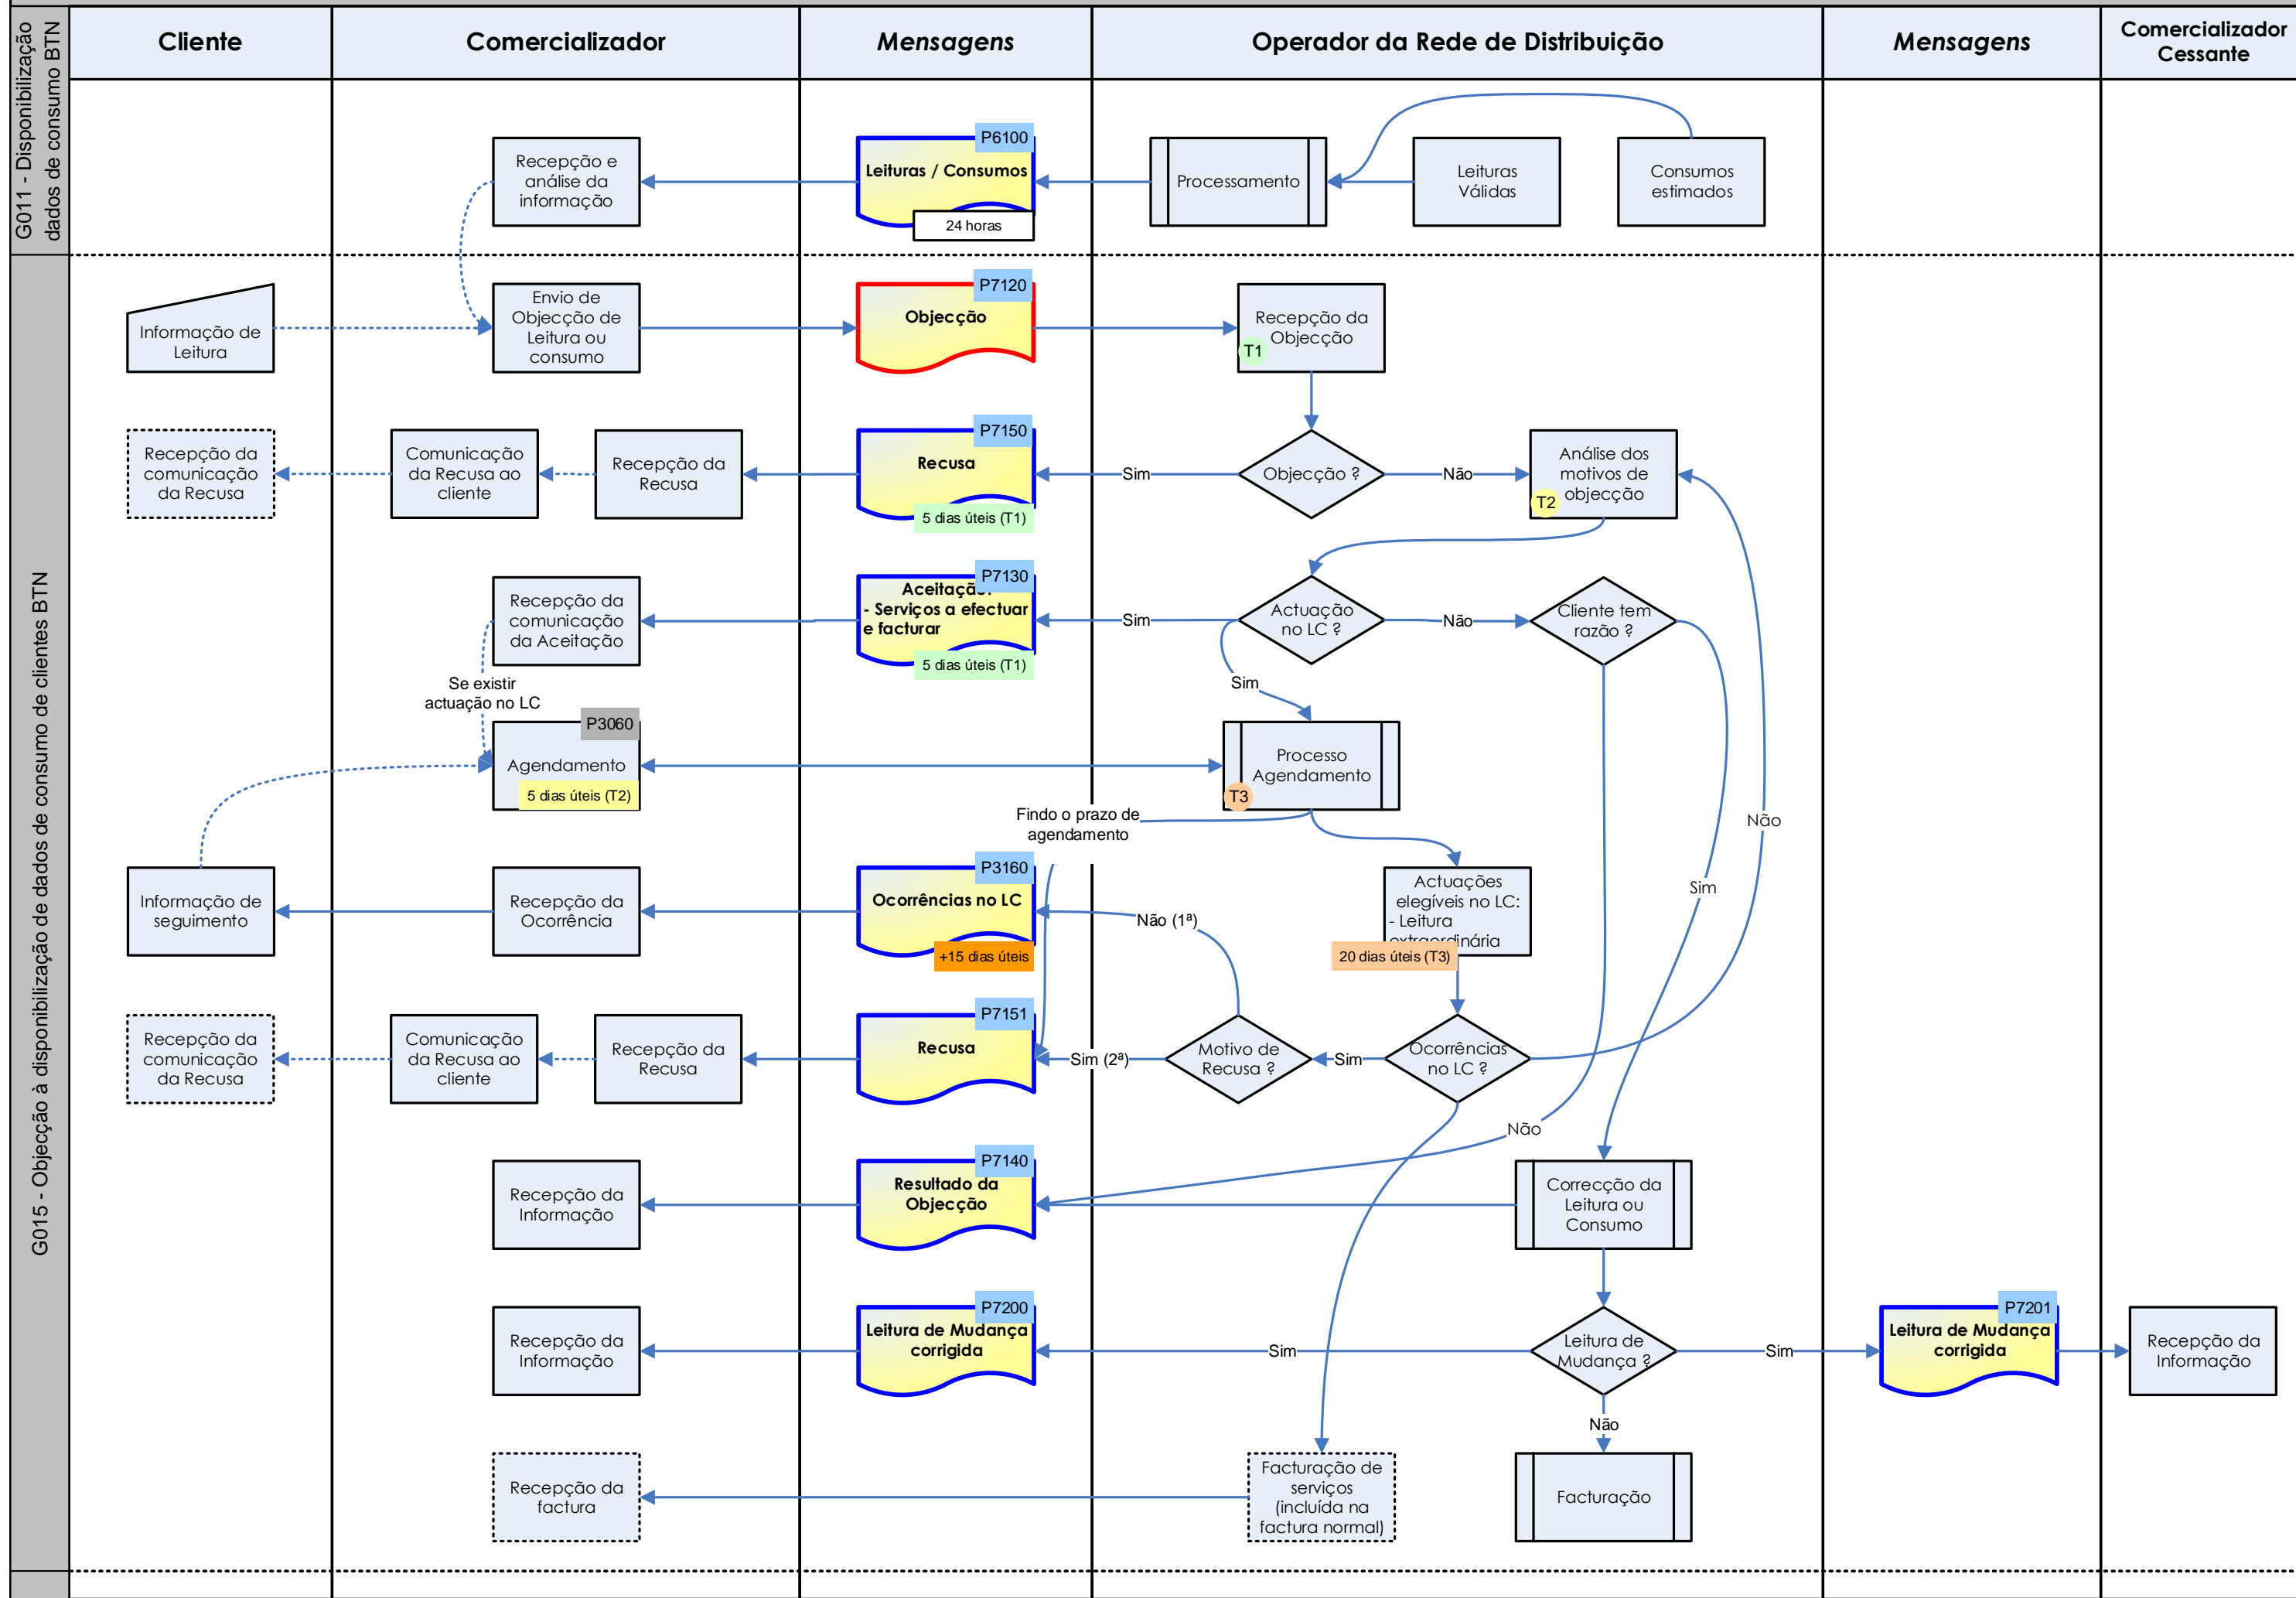 G011 - Disponibilização
dados de consumo BTN
Cliente
Comercializador
Mensagens
Operador da Rede de Distribuição
Mensagens
Comercializador
Cessante
Recepção e
análise da
informação
P6100
Leituras / Consumos
24 horas
Processamento
Leituras
Válidas
Consumos
estimados
G015 - Objecção à disponibilização de dados de consumo de clientes BTN
Informação de
Leitura
Envio de
Objecção de
Leitura ou
consumo
P7120
Objecção
Recepção da
Objecção
T1
Recepção da
comunicação
da Recusa
Comunicação
da Recusa ao
cliente
Recepção da
Recusa
P7150
Recusa
5 dias úteis (T1)
Sim
Objecção ?
Não
Análise dos
motivos de
objecção
T2
Recepção da
comunicação
da Aceitação
P7130
Aceitação:
- Serviços a efectuar
e facturar
5 dias úteis (T1)
Sim
Actuação
no LC ?
Não
Cliente tem
razão ?
Se existir
actuação no LC
Sim
P3060
Agendamento
5 dias úteis (T2)
Processo
Agendamento
T3
Findo o prazo de
agendamento
Não
Informação de
seguimento
Recepção da
Ocorrência
P3160
Ocorrências no LC
+15 dias úteis
Não (1ª)
Actuações
elegíveis no LC:
- Leitura
extraordinária
20 dias úteis (T3)
Sim
Recepção da
comunicação
da Recusa
Comunicação
da Recusa ao
cliente
Recepção da
Recusa
P7151
Recusa
Sim (2ª)
Motivo de
Recusa ?
Sim
Ocorrências
no LC ?
Não
Recepção da
Informação
P7140
Resultado da
Objecção
Correcção da
Leitura ou
Consumo
Recepção da
Informação
P7200
Leitura de Mudança
corrigida
Sim
Leitura de
Mudança ?
Sim
P7201
Leitura de Mudança
corrigida
Recepção da
Informação
Não
Recepção da
factura
Facturação de
serviços
(incluída na
factura normal)
Facturação